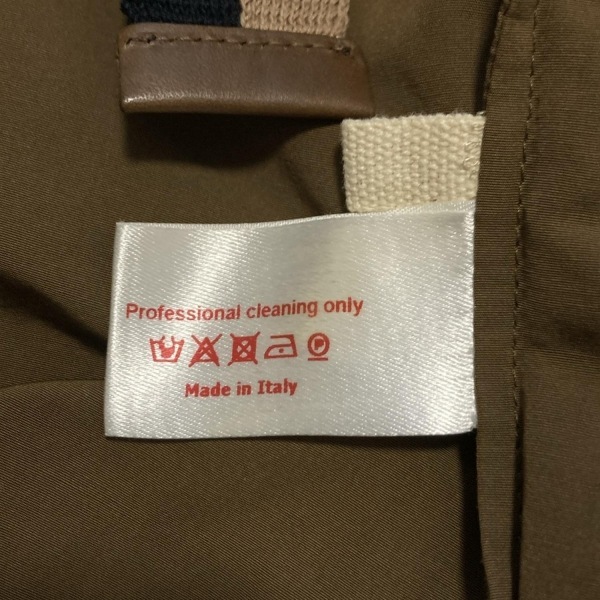 Professional cleaning only
P
Made in Italy